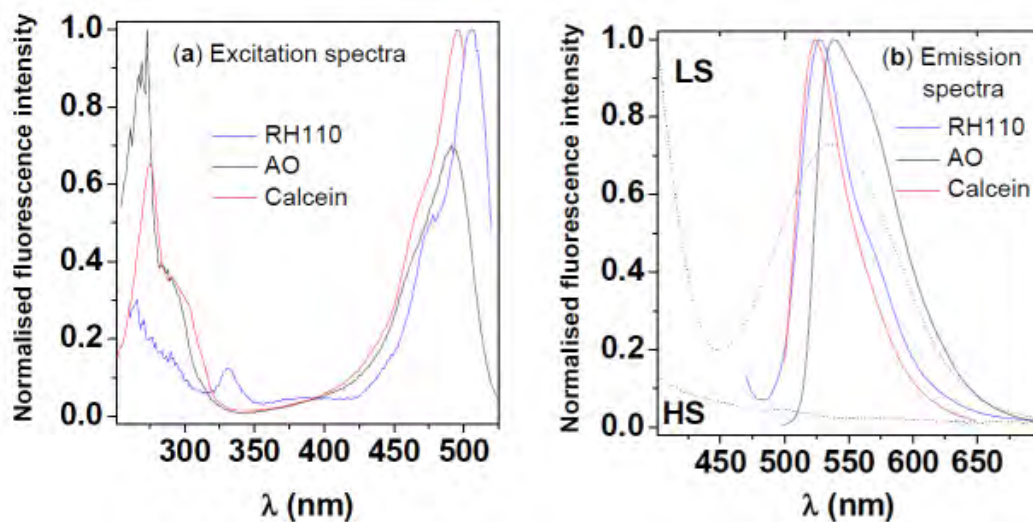 (a) Excitation spectra
RH110
AO
Calcein
Normalised fluorescence intensity
1.0
0.8
0.6
0.4
0.2
0.0
300
350
400
450
500
λ (nm)
(b) Emission
spectra
LS
RH110
AO
Calcein
HS
Normalised fluorescence intensity
1.0
0.8
0.6
0.4
0.2
0.0
450
500
550
600
650
λ (nm)